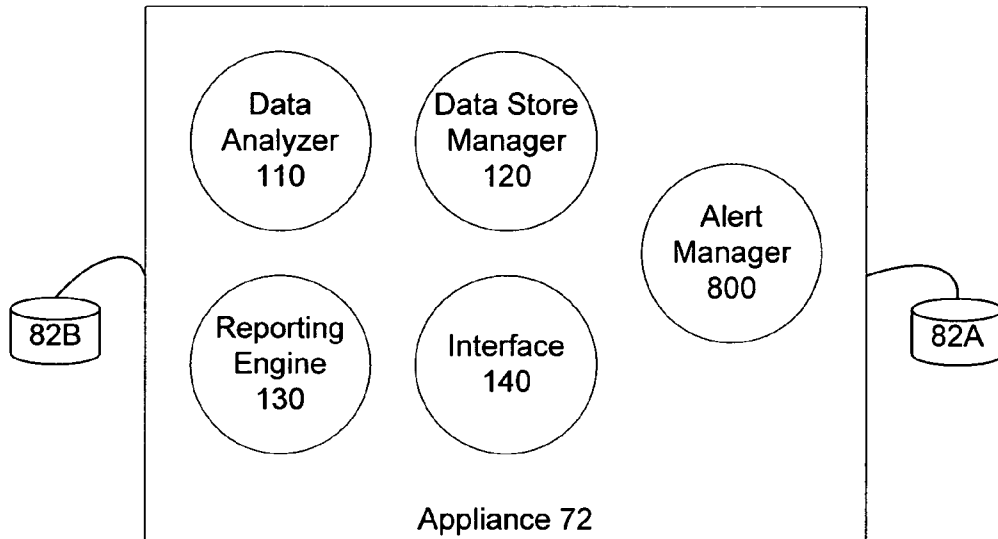 Data
Analyzer
110
Data Store
Manager
120
Alert
Manager
800
82B
Reporting
Engine
130
Interface
140
82A
Appliance 72